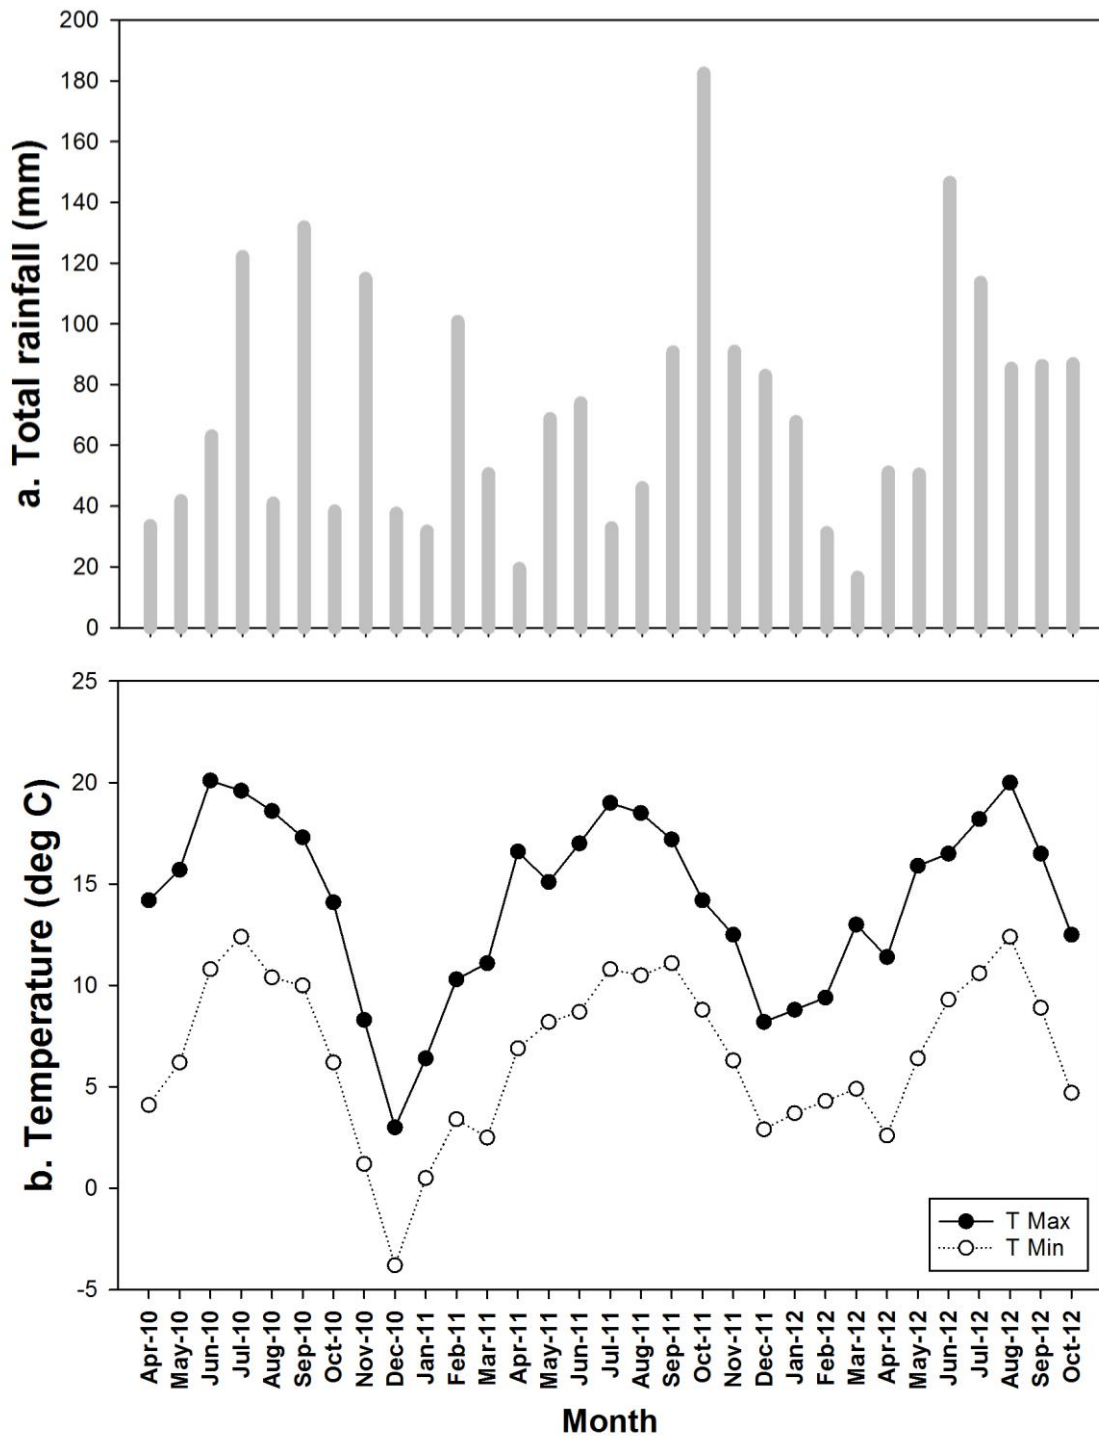 a. Total rainfall (mm)
200
180
160
140
120
100
80
60
40
20
0
b. Temperature (deg C)
25
20
15
10
5
0
-5
T Max
T Min
Apr-10
May-10
Jun-10
Jul-10
Aug-10
Sep-10
Oct-10
Nov-10
Dec-10
Jan-11
Feb-11
Mar-11
Apr-11
May-11
Jun-11
Jul-11
Aug-11
Sep-11
Oct-11
Nov-11
Dec-11
Jan-12
Feb-12
Mar-12
Apr-12
May-12
Jun-12
Jul-12
Aug-12
Sep-12
Oct-12
Month